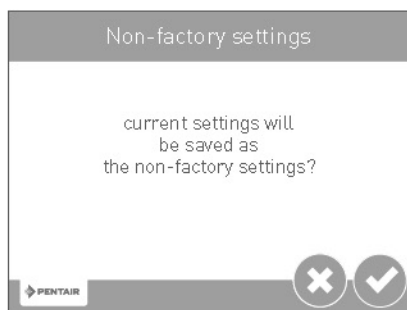 Non-factory settings
current settings will
be saved as
the non-factory settings?
PENTAIR